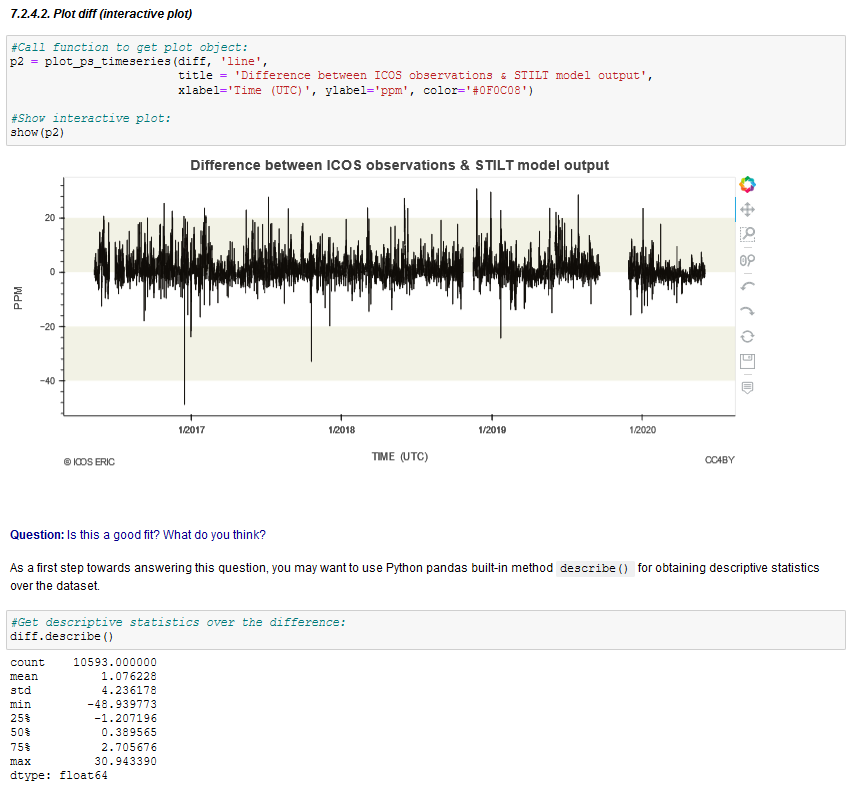 7.2.4.2. Plot diff (interactive plot)
#Call function to get plot object:
p2 = plot_ps_timeseries(diff, 'line',
title = 'Difference between ICOS observations & STILT model output',
xlabel='Time (UTC)', ylabel='ppm', color='#0F0C08')
#Show interactive plot:
show(p2)
Difference between ICOS observations & STILT model output
20
0
−20
−40
PPM
1/2017
1/2018
1/2019
1/2020
TIME (UTC)
© ICOS ERIC
CC4BY
Question: Is this a good fit? What do you think?
As a first step towards answering this question, you may want to use Python pandas built-in method describe() for obtaining descriptive statistics
over the dataset.
#Get descriptive statistics over the difference:
diff.describe()
count 10593.000000
mean 1.076228
std 4.236178
min -48.939773
25% -1.207196
50% 0.389565
75% 2.705676
max 30.943390
dtype: float64